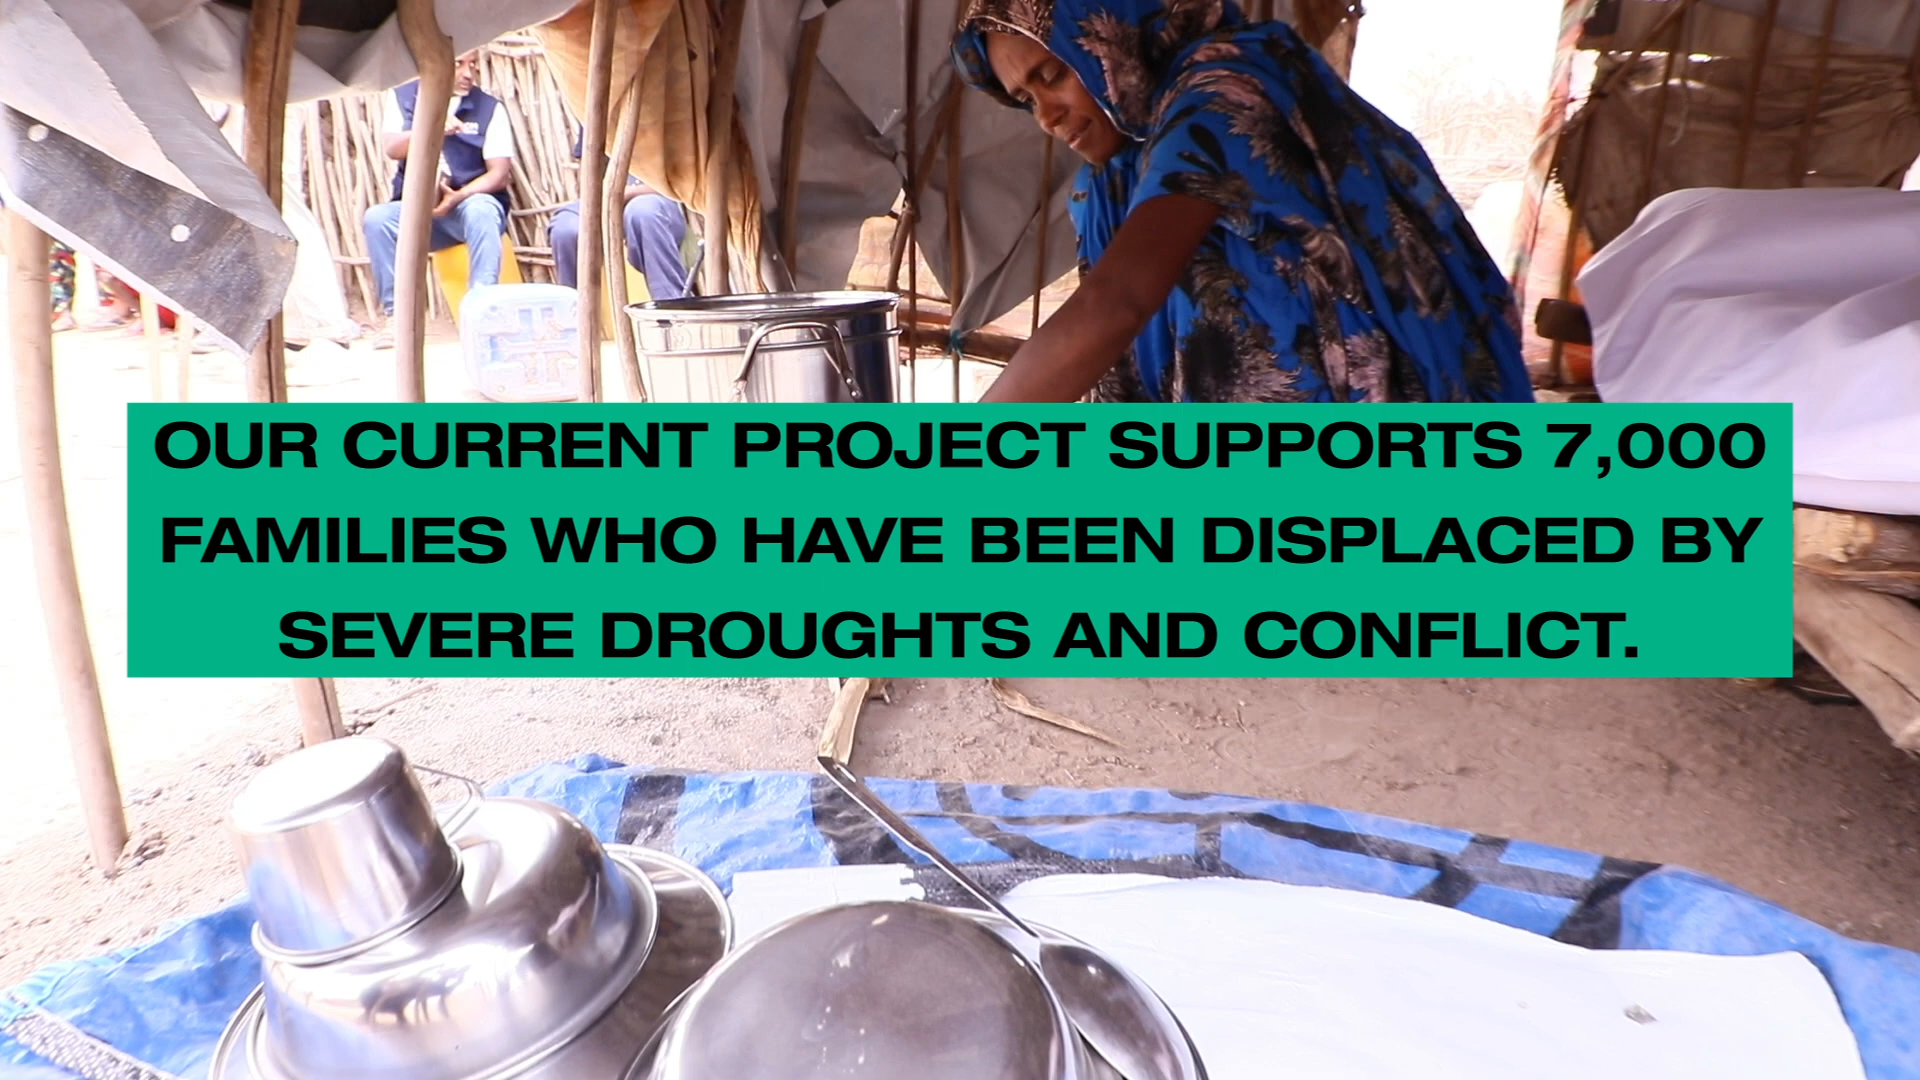 OUR CURRENT PROJECT SUPPORTS 7,000
FAMILIES WHO HAVE BEEN DISPLACED BY
SEVERE DROUGHTS AND CONFLICT.